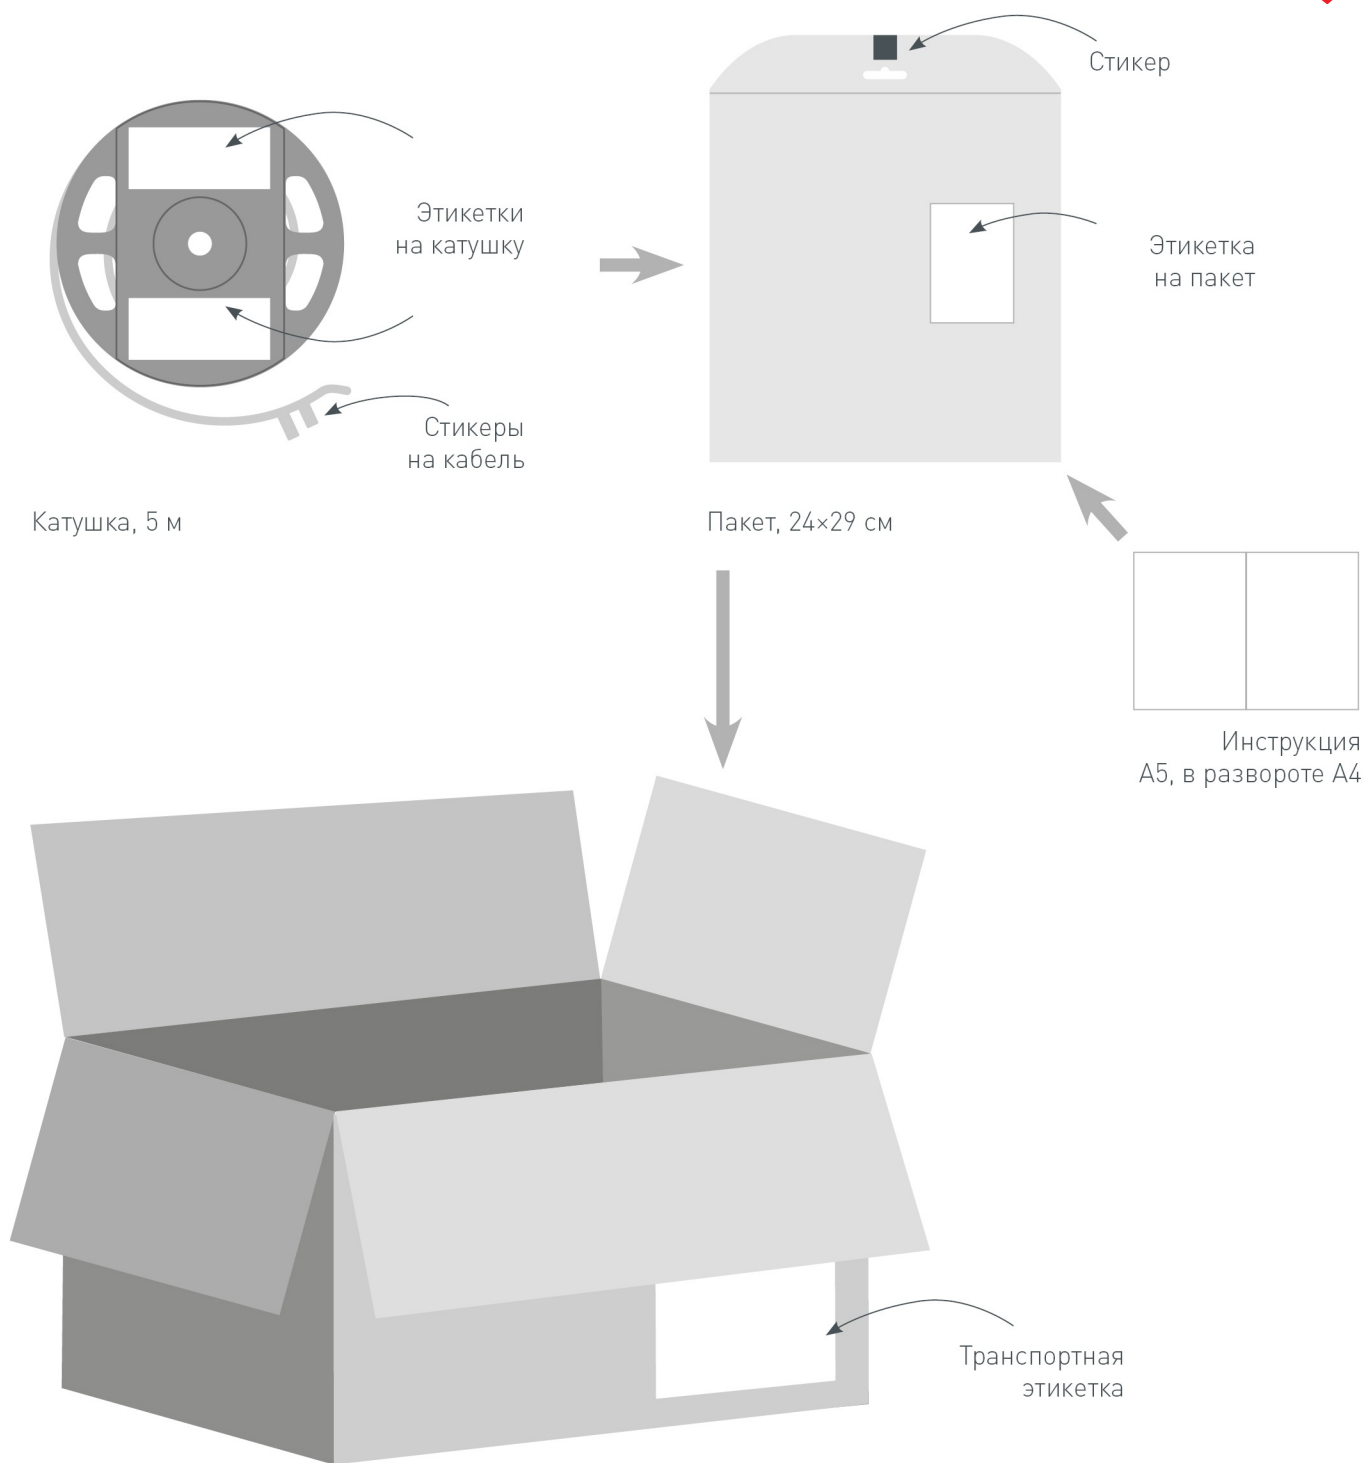 Стикер
Этикетки
на катушку
Этикетка
на пакет
Стикеры
на кабель
Катушка, 5 м
Пакет, 24×29 см
Инструкция
А5, в развороте А4
Транспортная
этикетка